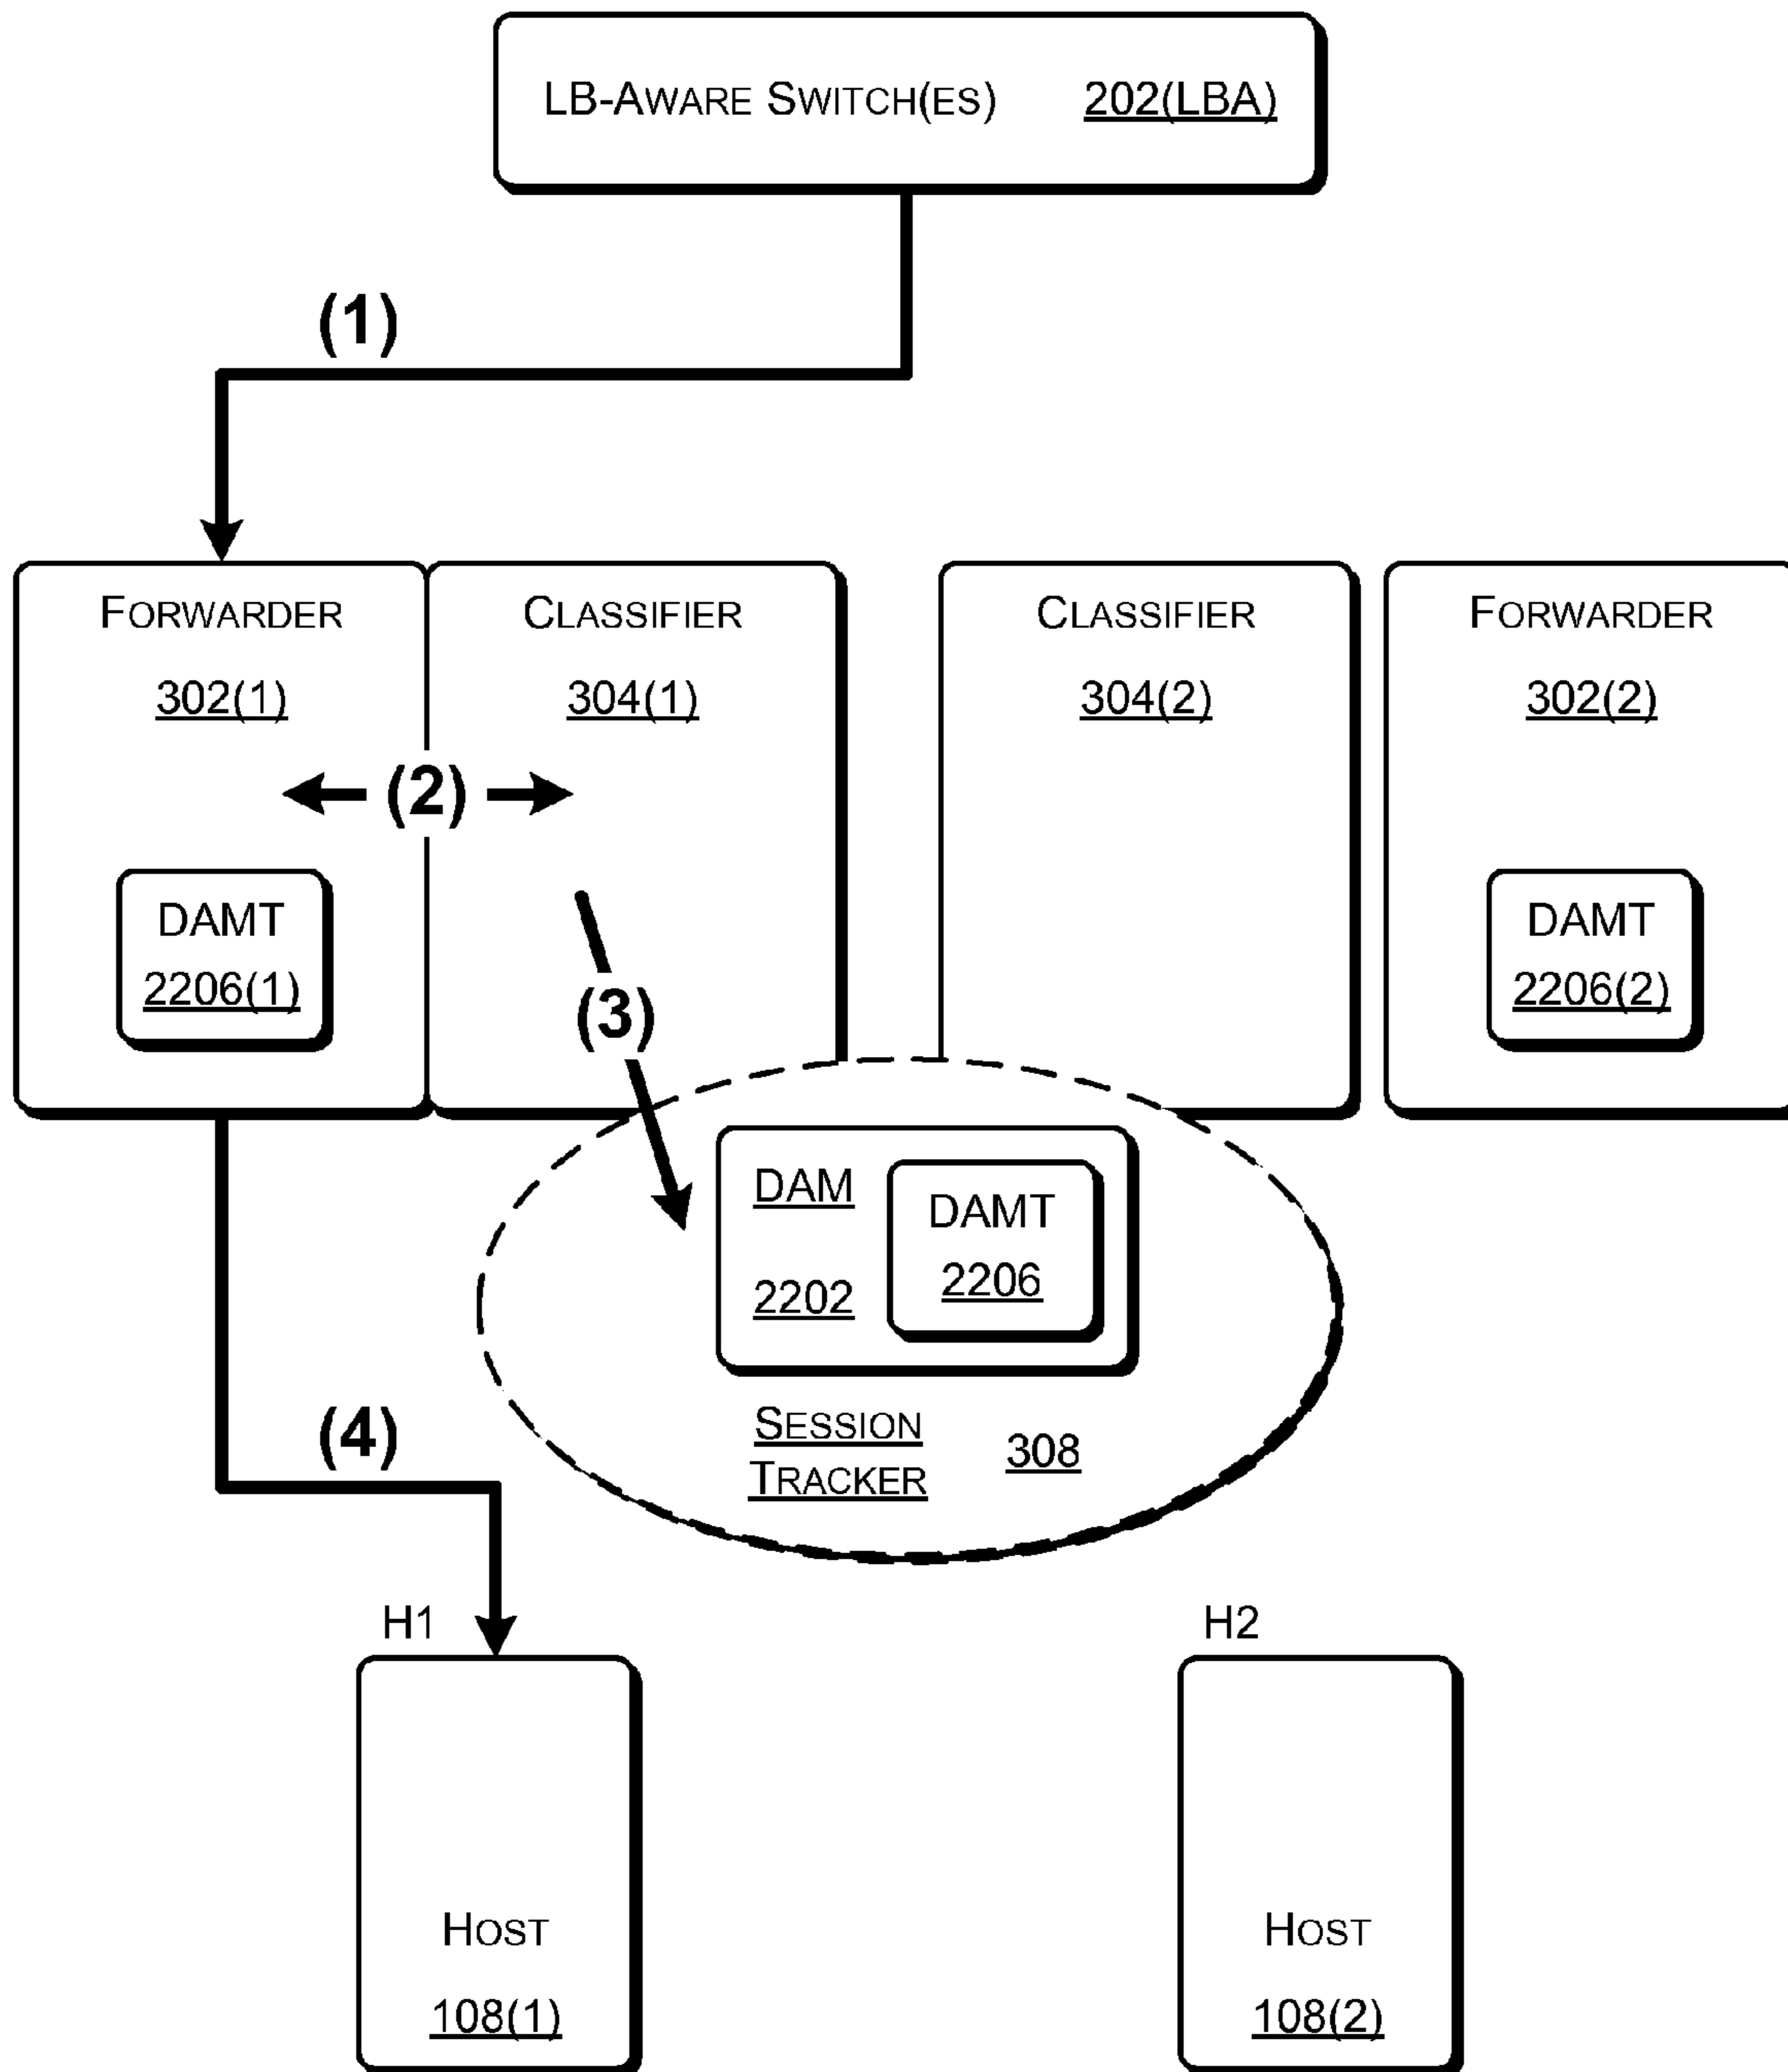 LB-AWARE SWITCH(ES) 202(LBA)
(1)
FORWARDER
302(1)
CLASSIFIER
304(1)
(2)
DAMT
2206(1)
(3)
CLASSIFIER
304(2)
FORWARDER
302(2)
DAMT
2206(2)
DAM
2202
DAMT
2206
SESSION
TRACKER
308
(4)
H1
HOST
108(1)
H2
HOST
108(2)